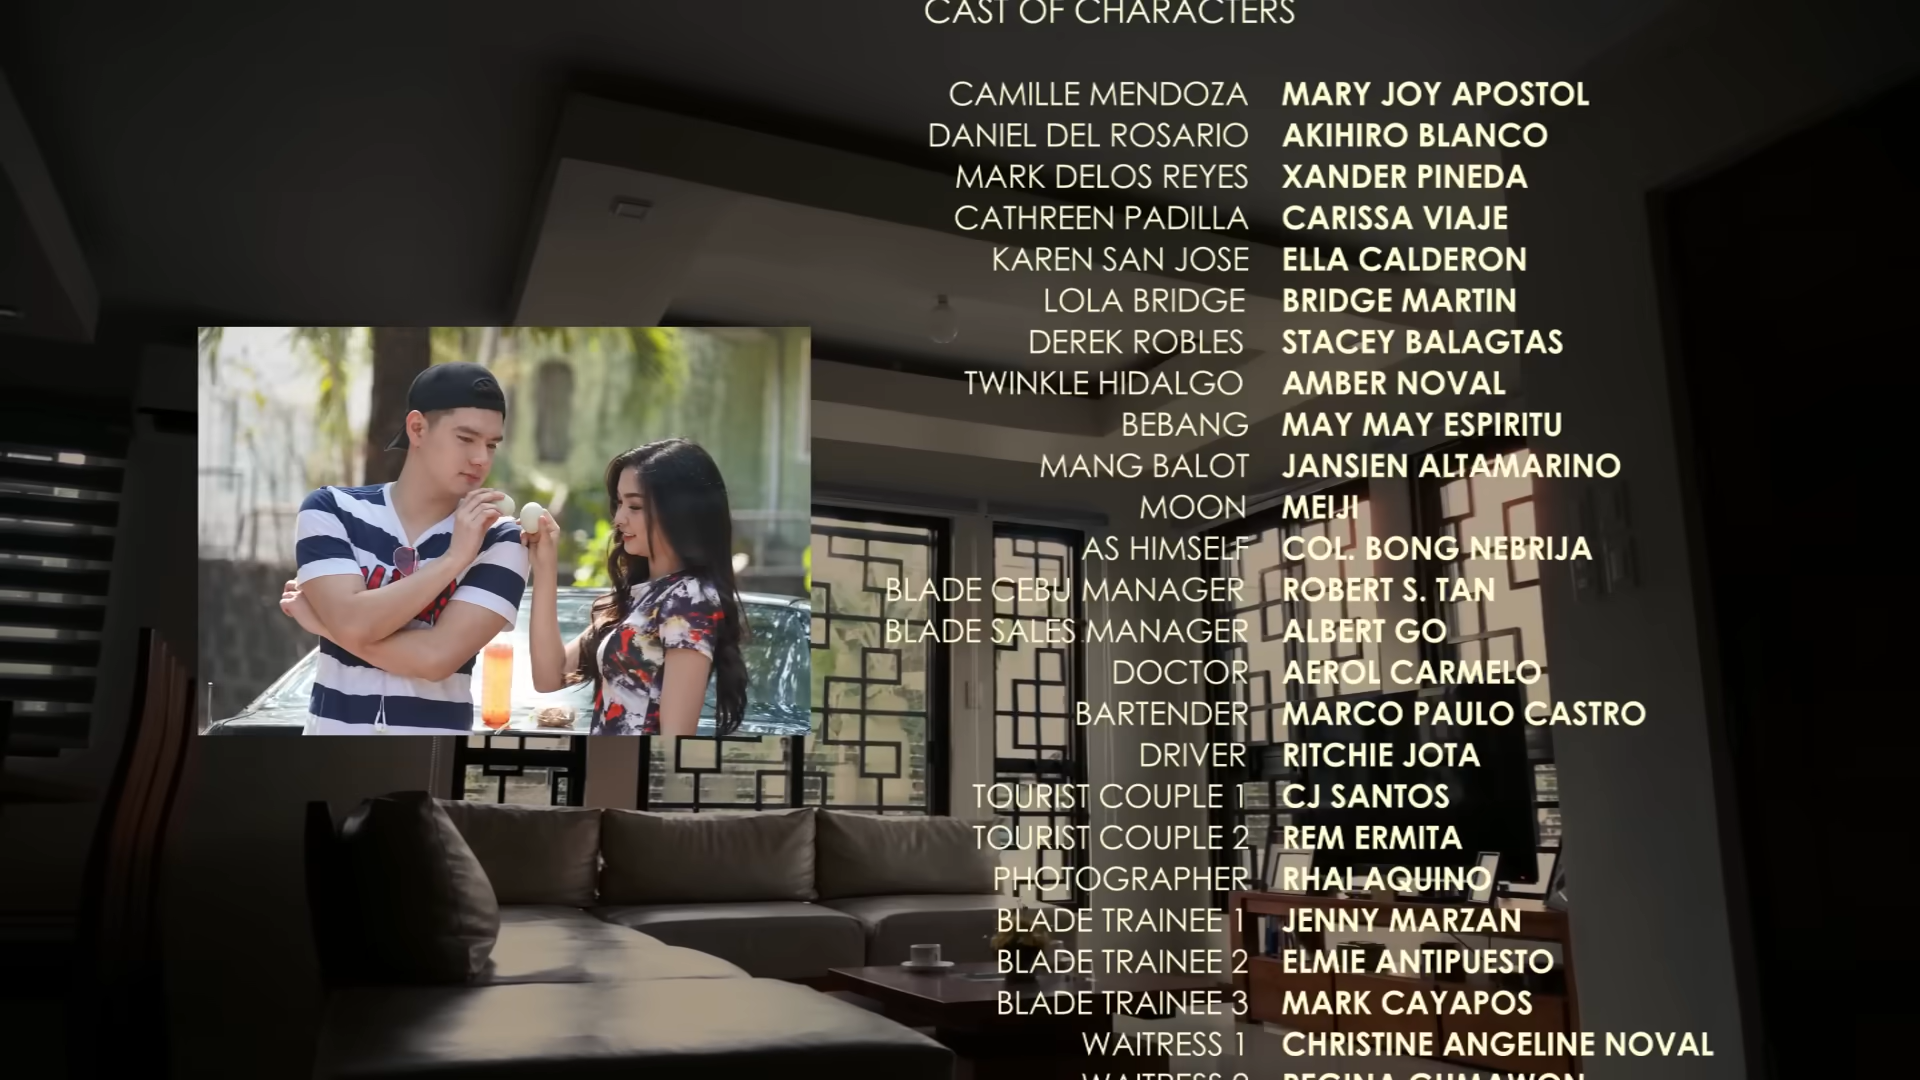 CAST OF CHARACTERS
CAMILLE MENDOZA MARY JOY APOSTOL
DANIEL DEL ROSARIO AKIHIRO BLANCO
MARK DELOS REYES XANDER PINEDA
CATHREEN PADILLA CARISSA VIAJE
KAREN SAN JOSE ELLA CALDERON
LOLA BRIDGE BRIDGE MARTIN
DEREK ROBLES STACEY BALAGTAS
TWINKLE HIDALGO AMBER NOVAL
BEBANG MAY MAY ESPIRITU
MANG BALOT JANSIEN ALTAMARINO
MOON MEIJI
AS HIMSELF COL. BONG NEBRIJA
BLADE CEBU MANAGER ROBERT S. TAN
BLADE SALES MANAGER ALBERT GO
DOCTOR AEROL CARMELO
BARTENDER MARCO PAULO CASTRO
DRIVER RITCHIE JOTA
TOURIST COUPLE 1 CJ SANTOS
TOURIST COUPLE 2 REM ERMITA
PHOTOGRAPHER RHAI AQUINO
BLADE TRAINEE 1 JENNY MARZAN
BLADE TRAINEE 2 ELMIE ANTIPUESTO
BLADE TRAINEE 3 MARK CAYAPOS
WAITRESS 1 CHRISTINE ANGELINE NOVAL
WAITRESS 2 REGINA GUMAWON